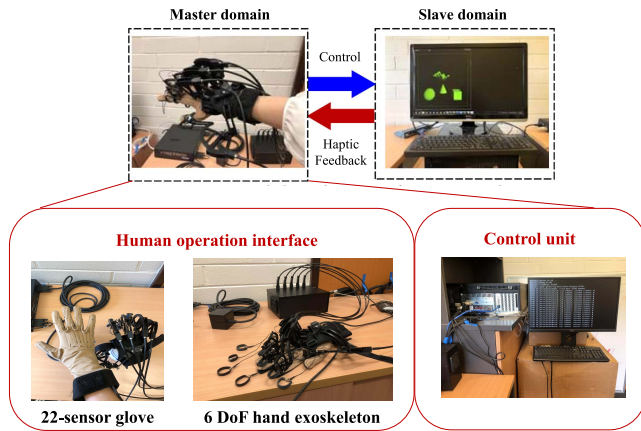 Master domain
Slave domain
Control
Haptic
Feedback
Human operation interface
Control unit
22-sensor glove
6 DoF hand exoskeleton